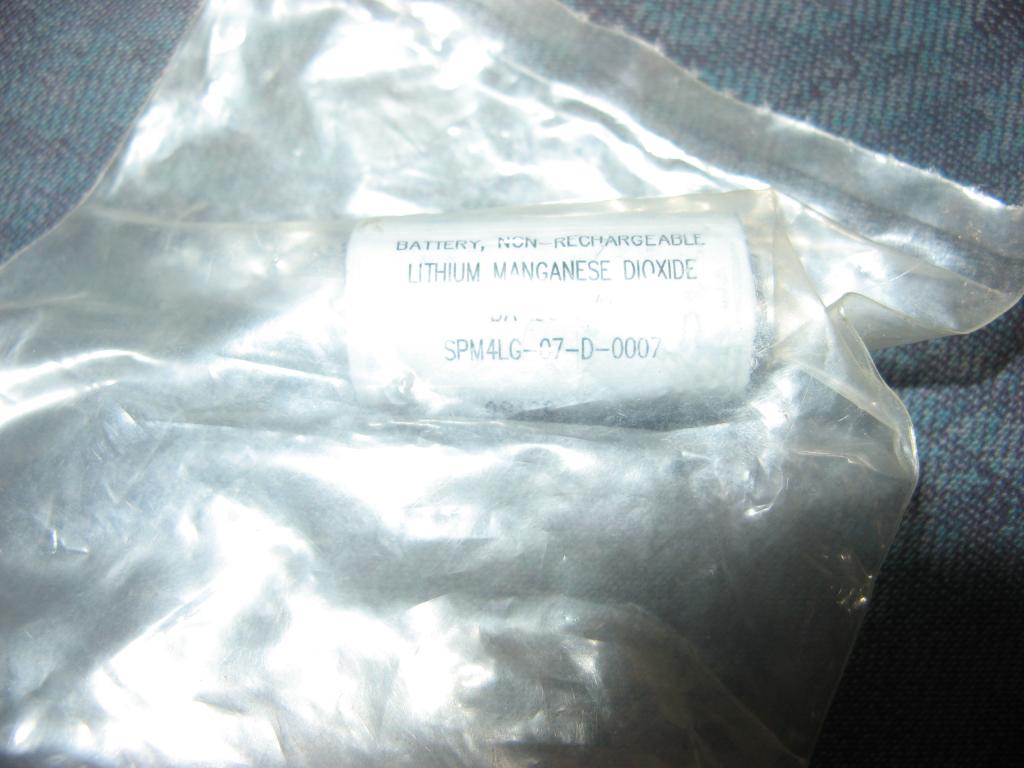 BATTERY, NON-RECHARGEABLE
LITHIUM MANGANESE DIOXIDE
SPM4LG-07-D-0007